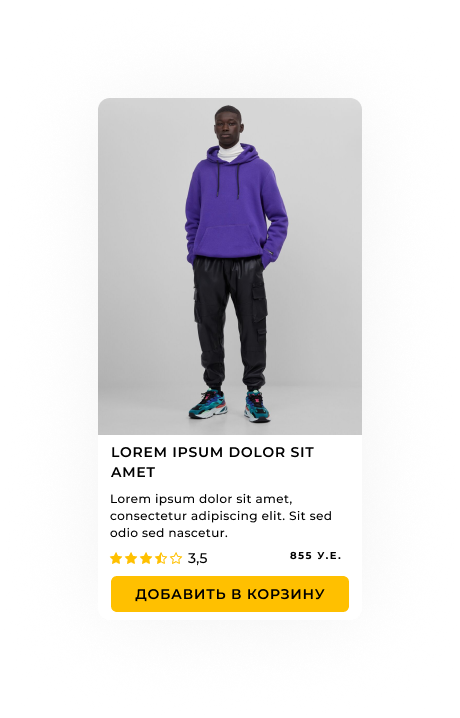 LOREM IPSUM DOLOR SIT
AMET
Lorem ipsum dolor sit amet,
consectetur adipiscing elit. Sit sed
odio sed nascetur.
3,5
855 У.Е.
ДОБАВИТЬ В КОРЗИНУ